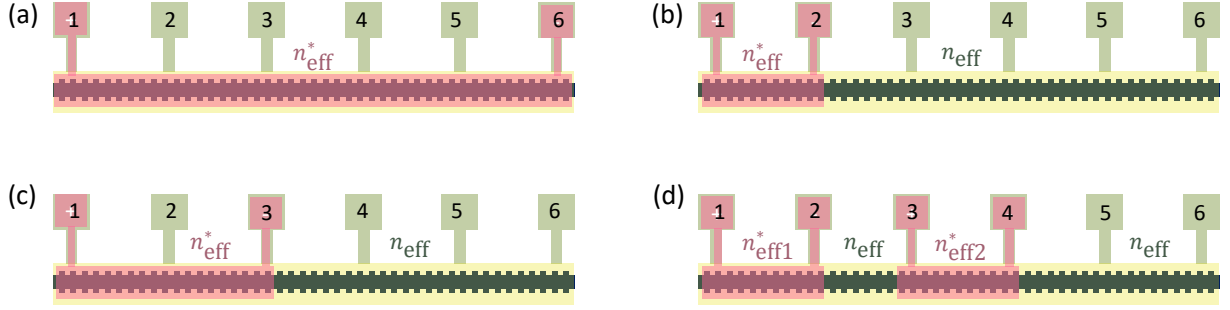 (a) 1 2 3 4 5 6
n*eff
(b) 1 2 3 4 5 6
n*eff neff
(c) 1 2 3 4 5 6
n*eff neff
(d) 1 2 3 4 5 6
n*eff1 neff n*eff2 neff